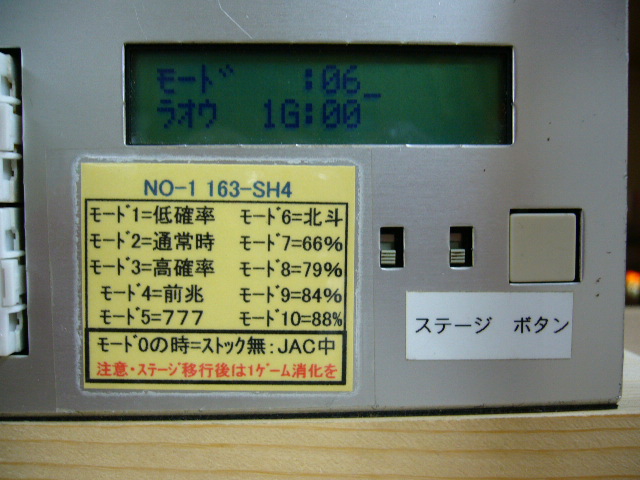 モード :06_
ラオウ 1G:00
NO-1 163-SH4
モード1=低確率 モード6=北斗
モード2=通常時 モード7=66%
モード3=高確率 モード8=79%
モード4=前兆 モード9=84%
モード5=777 モード10=88%
モード0の時=ストック無:JAC中
注意・ステージ移行後は1ゲーム消化を
ステージ ボタン